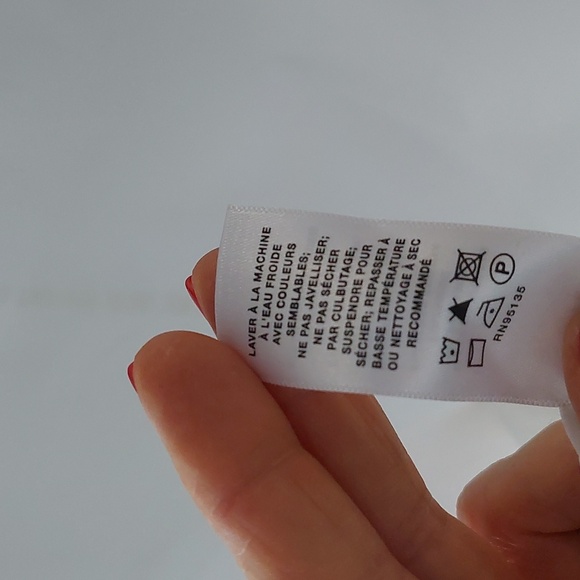 LAVER À LA MACHINE
À L'EAU FROIDE
AVEC COULEURS
SEMBLABLES;
NE PAS JAVELLISER;
NE PAS SÉCHER
PAR CULBUTAGE;
SUSPENDRE POUR
SÉCHER; REPASSER À
BASSE TEMPÉRATURE
OU NETTOYAGE À SEC
RECOMMANDÉ
P
RN95135